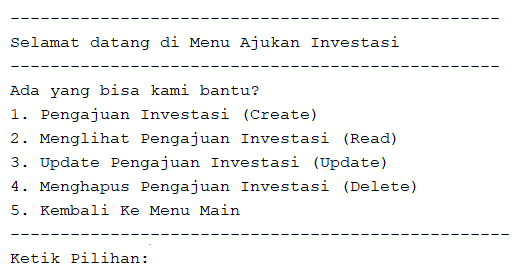 -------------------------------------------------
Selamat datang di Menu Ajukan Investasi
-------------------------------------------------
Ada yang bisa kami bantu?
1. Pengajuan Investasi (Create)
2. Menglihat Pengajuan Investasi (Read)
3. Update Pengajuan Investasi (Update)
4. Menghapus Pengajuan Investasi (Delete)
5. Kembali Ke Menu Main
--------------------------------------------------
Ketik Pilihan: